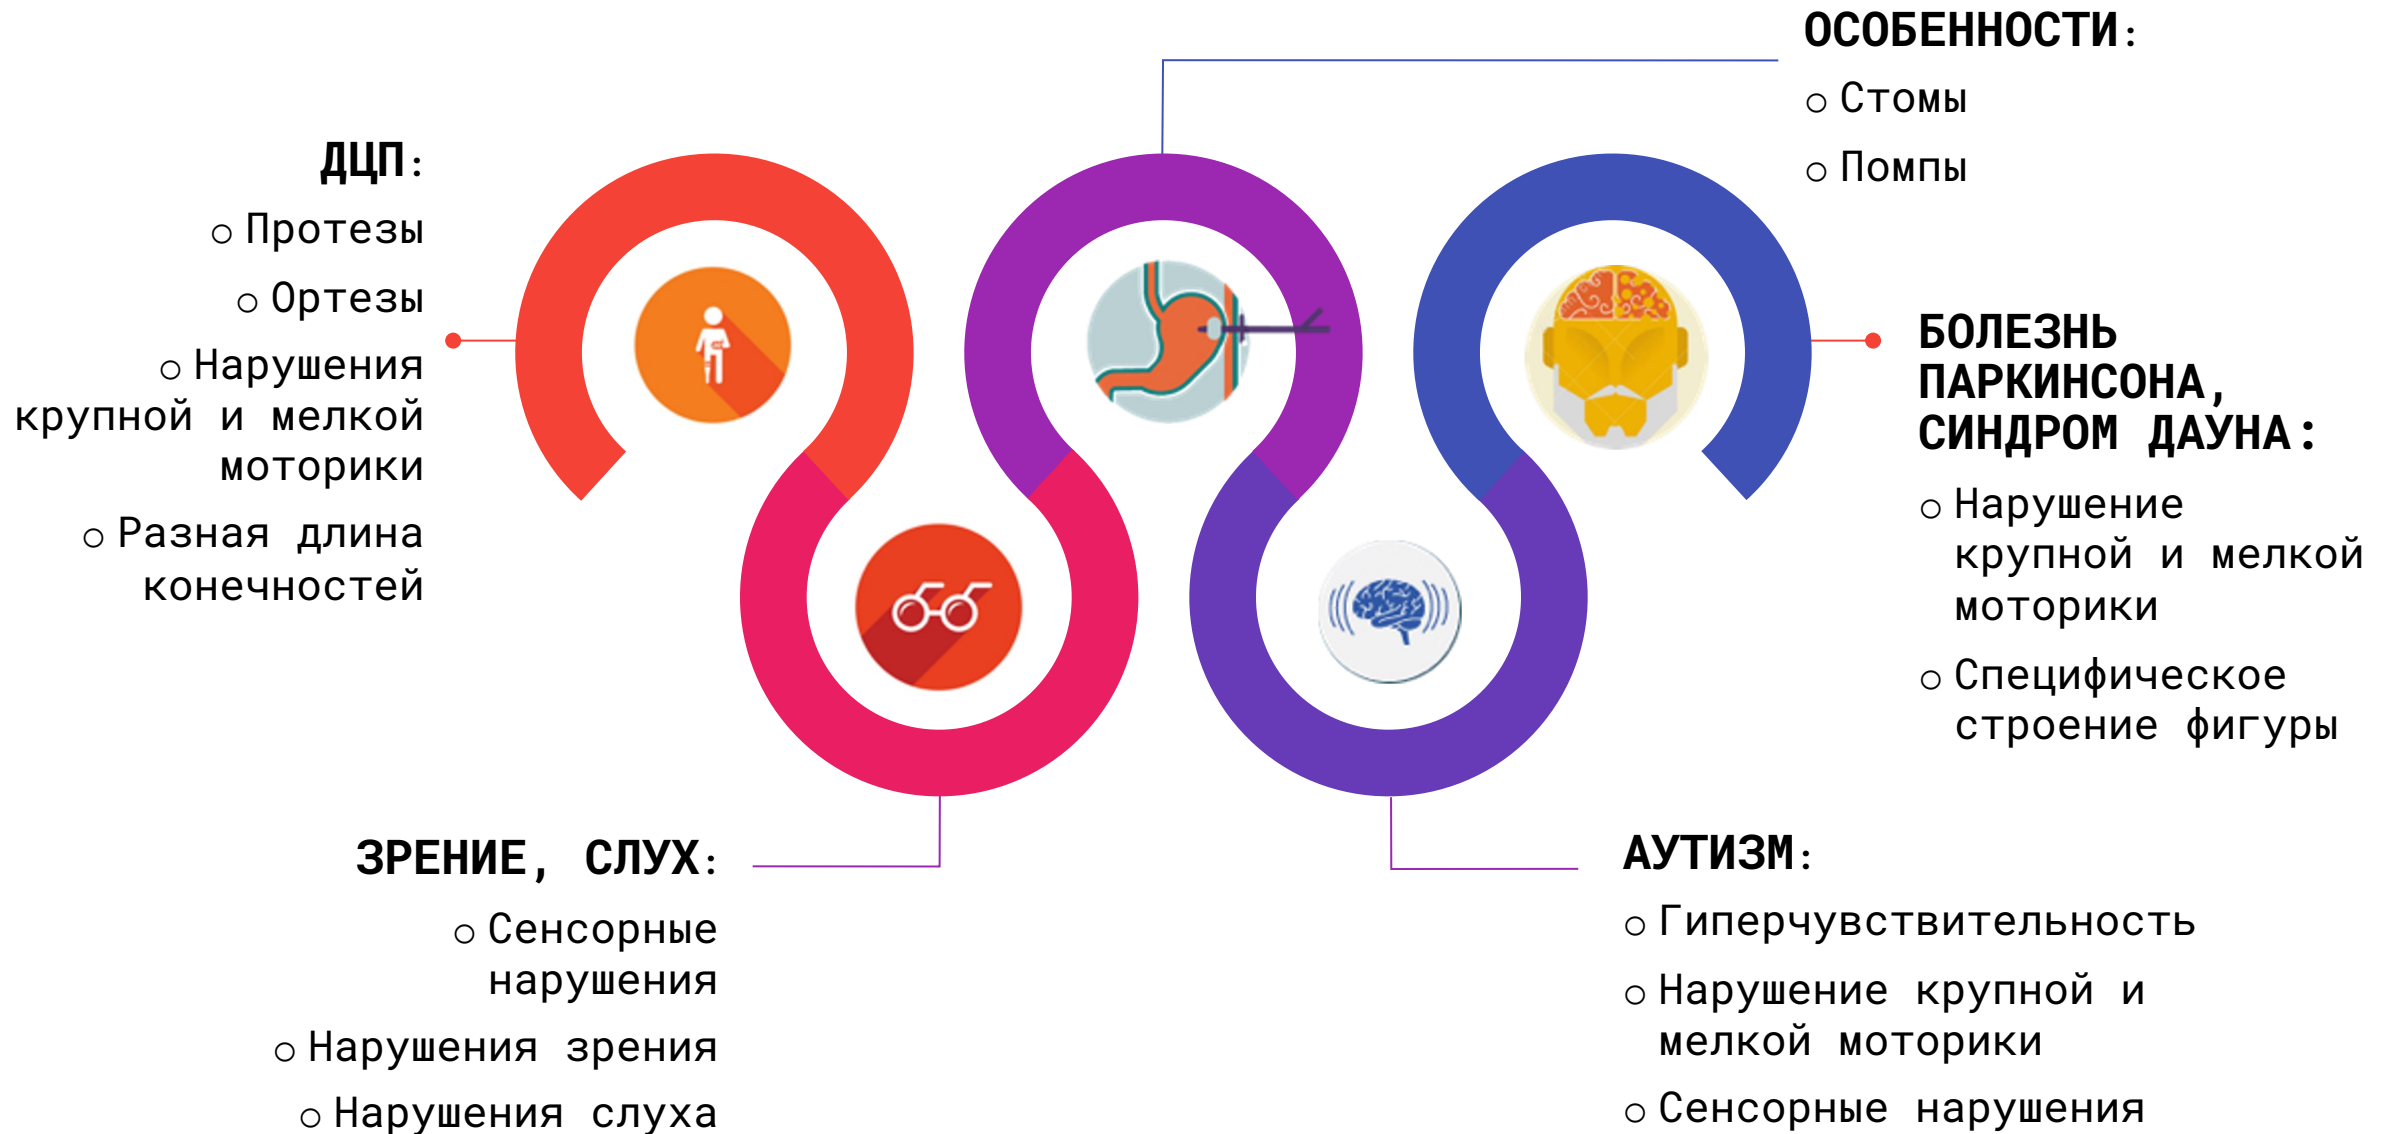 ДЦП:
○ Протезы
○ Ортезы
○ Нарушения
крупной и мелкой
моторики
○ Разная длина
конечностей
ЗРЕНИЕ, СЛУХ:
○ Сенсорные
нарушения
○ Нарушения зрения
○ Нарушения слуха
ОСОБЕННОСТИ:
○ Стомы
○ Помпы
АУТИЗМ:
○ Гиперчувствительность
○ Нарушение крупной и
мелкой моторики
○ Сенсорные нарушения
БОЛЕЗНЬ
ПАРКИНСОНА,
СИНДРОМ ДАУНА:
○ Нарушение
крупной и мелкой
моторики
○ Специфическое
строение фигуры